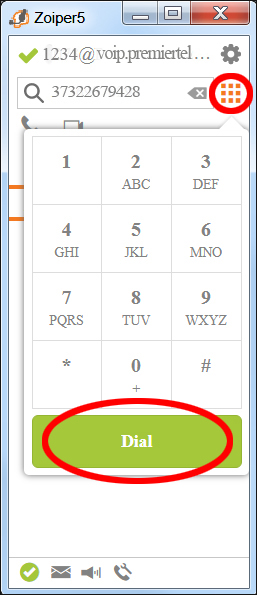 Zoiper5
1234@voip.premiertel...
37322679428
1 2 3
ABC DEF
4 5 6
GHI JKL MNO
7 8 9
PQRS TUV WXYZ
* 0 #
+
Dial